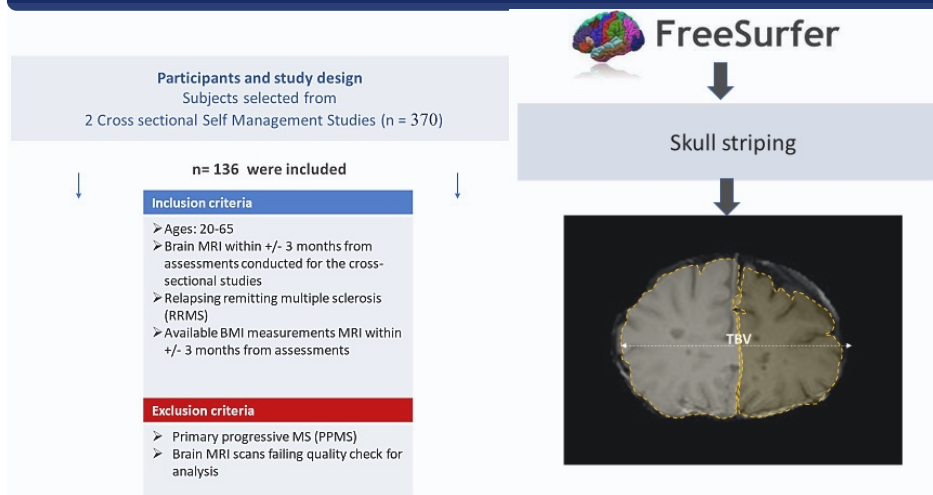 Participants and study design
Subjects selected from
2 Cross sectional Self Management Studies (n = 370)
n= 136 were included
Inclusion criteria
➢Ages: 20-65
➢Brain MRI within +/- 3 months from
assessments conducted for the cross-
sectional studies
➢Relapsing remitting multiple sclerosis
(RRMS)
➢Available BMI measurements MRI within
+/- 3 months from assessments
Exclusion criteria
➢ Primary progressive MS (PPMS)
➢ Brain MRI scans failing quality check for
analysis
FreeSurfer
Skull striping
TBV